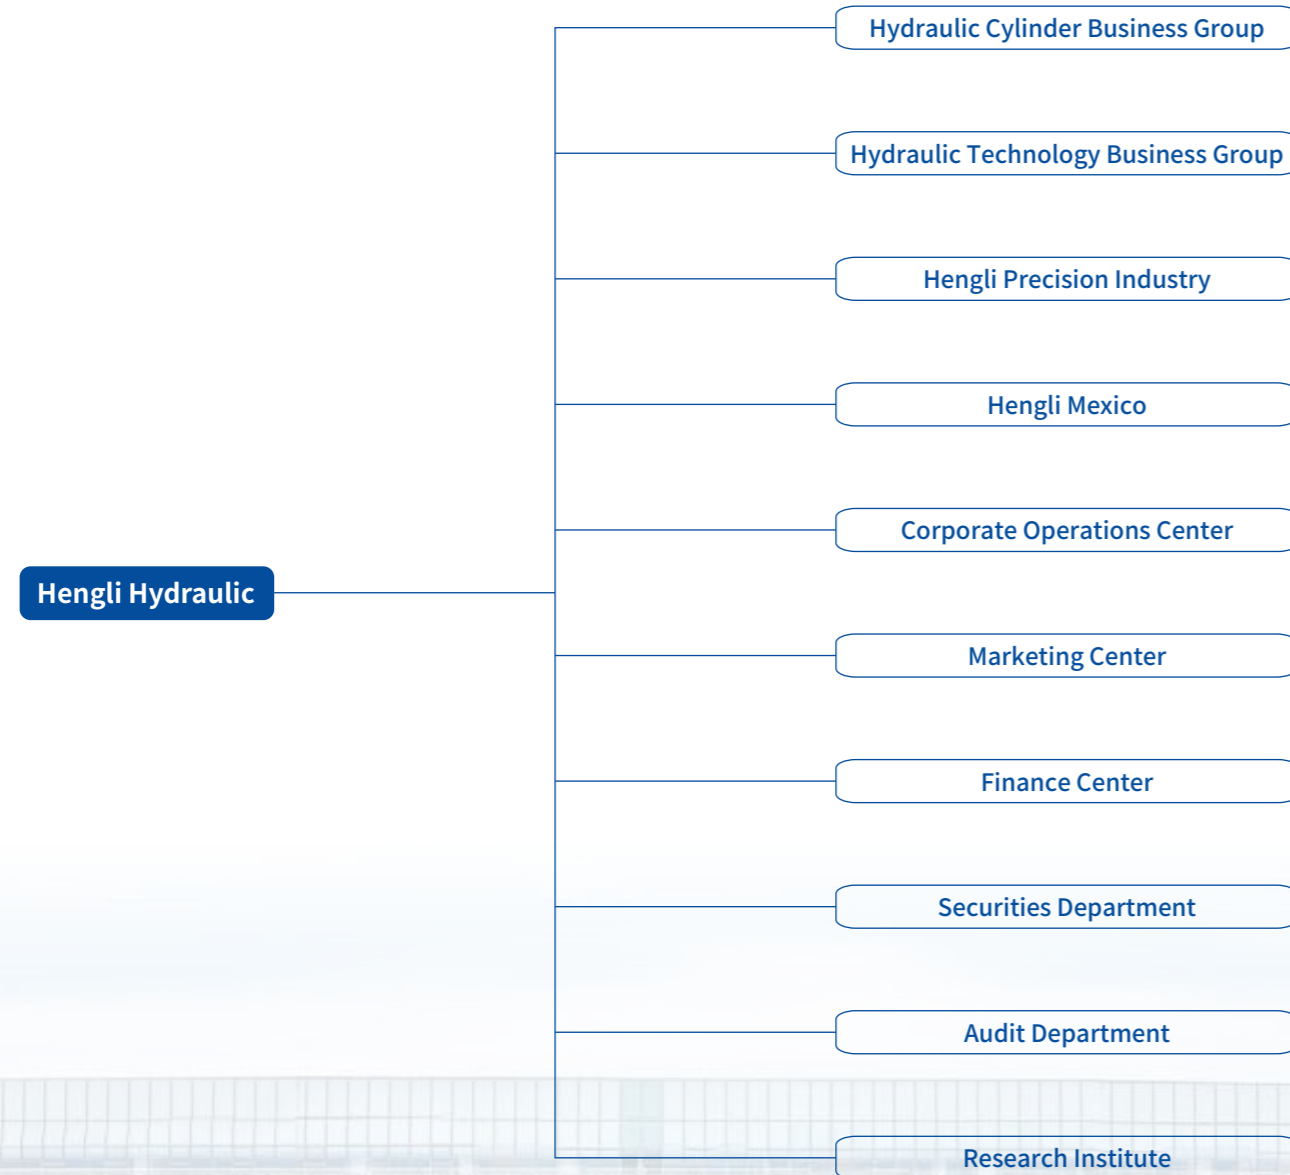 Hengli Hydraulic
Hydraulic Cylinder Business Group
Hydraulic Technology Business Group
Hengli Precision Industry
Hengli Mexico
Corporate Operations Center
Marketing Center
Finance Center
Securities Department
Audit Department
Research Institute